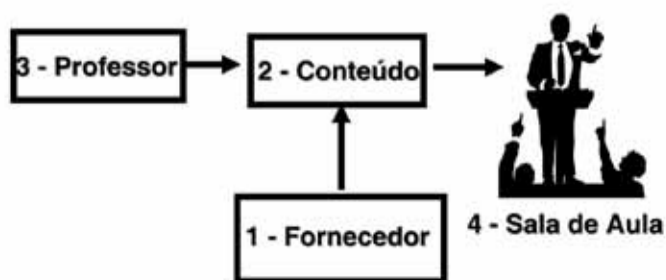 3 - Professor
2 - Conteúdo
1 - Fornecedor
4 - Sala de Aula